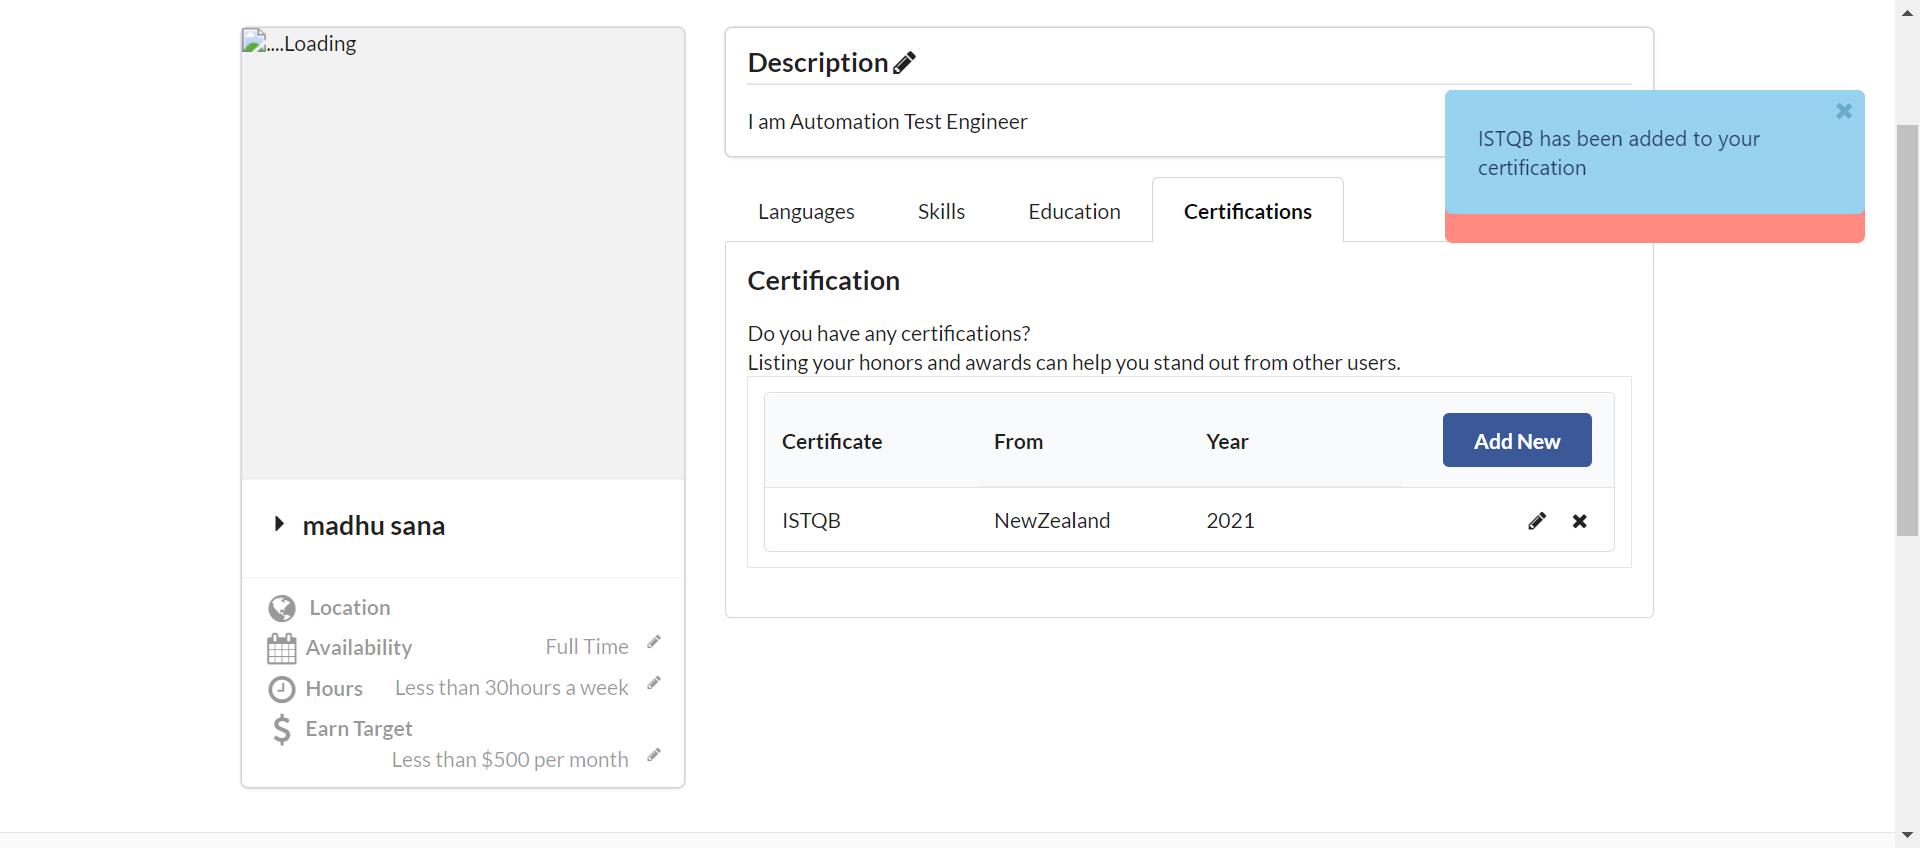 ....Loading
madhu sana
Location
Availability Full Time
Hours Less than 30hours a week
Earn Target
Less than $500 per month
Description
I am Automation Test Engineer
ISTQB has been added to your
certification
Languages Skills Education Certifications
Certification
Do you have any certifications?
Listing your honors and awards can help you stand out from other users.
Certificate From Year Add New
ISTQB NewZealand 2021